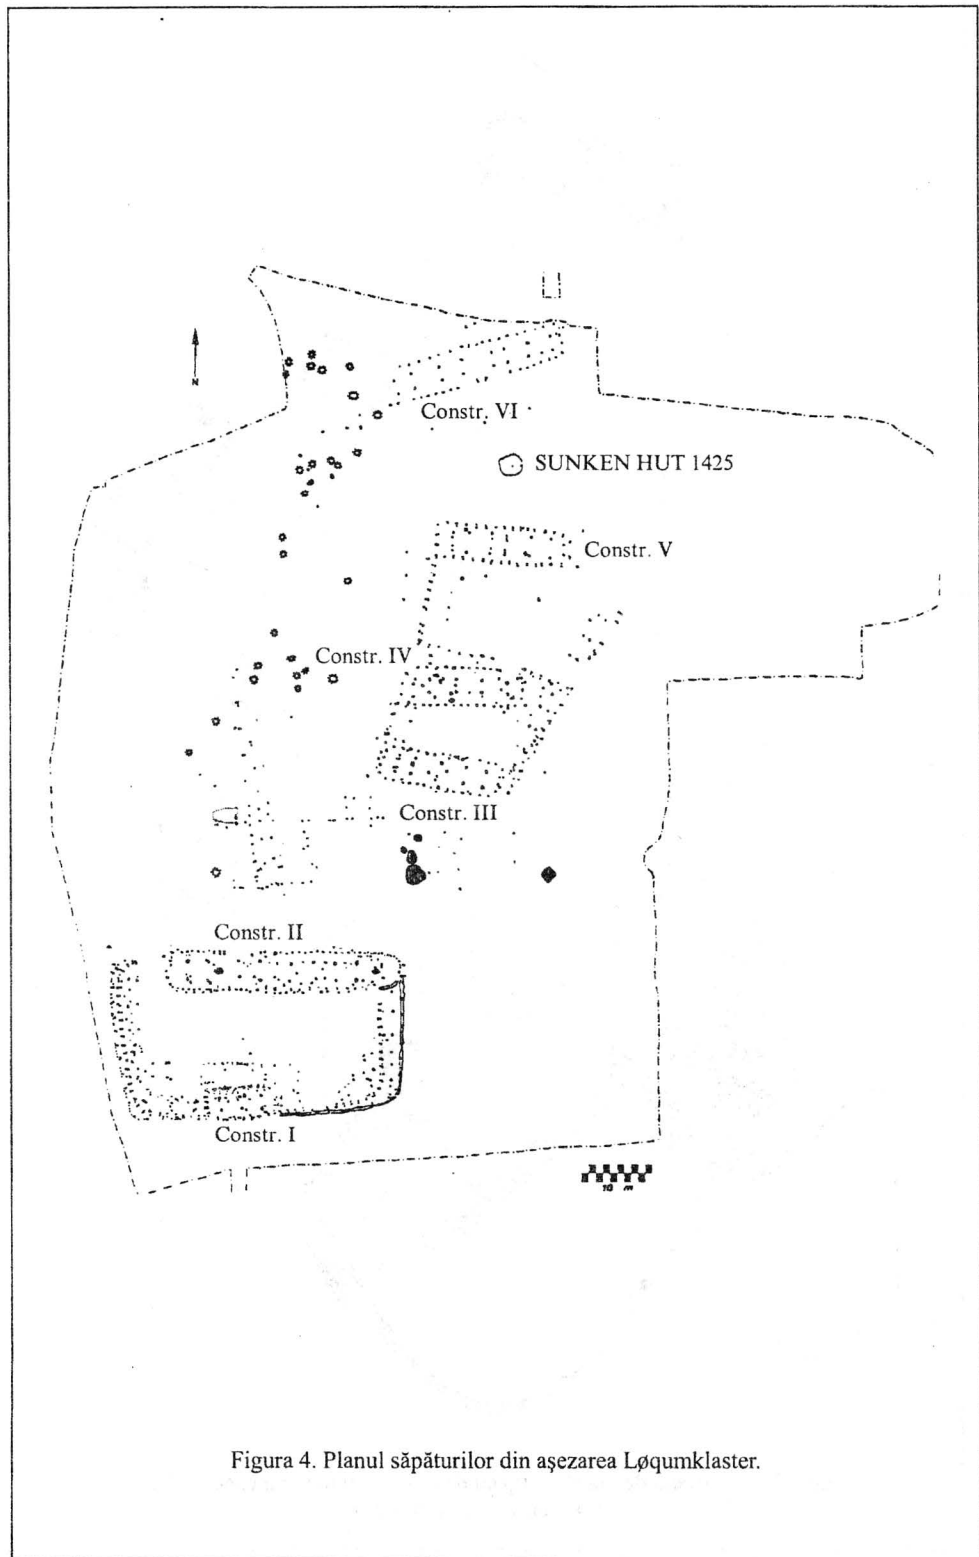 N
Constr. VI
SUNKEN HUT 1425
Constr. V
Constr. IV
Constr. III
Constr. II
Constr. I
10 m
Figura 4. Planul săpăturilor din aşezarea Løqumklaster.